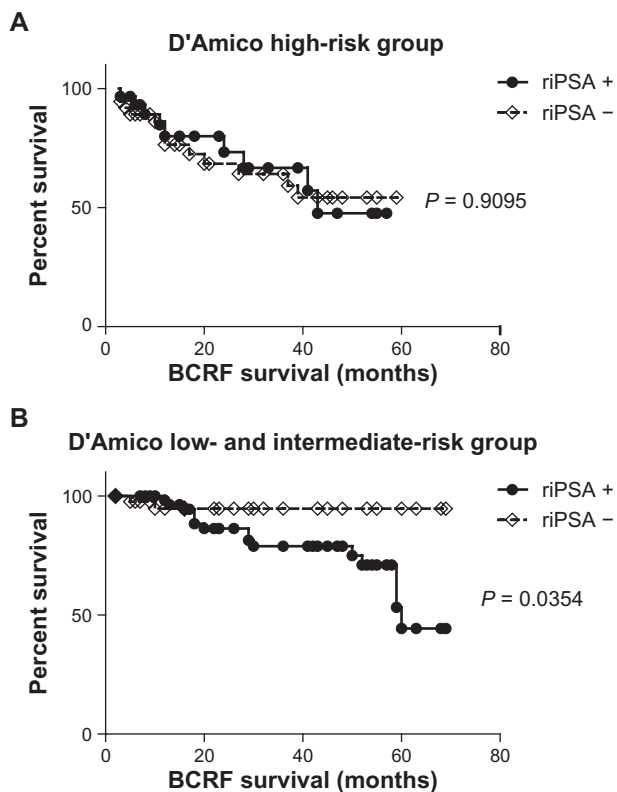 A
D'Amico high-risk group
100
50
0
Percent survival
0 20 40 60 80
BCRF survival (months)
riPSA +
riPSA −
P = 0.9095
B
D'Amico low- and intermediate-risk group
100
50
0
Percent survival
0 20 40 60 80
BCRF survival (months)
riPSA +
riPSA −
P = 0.0354